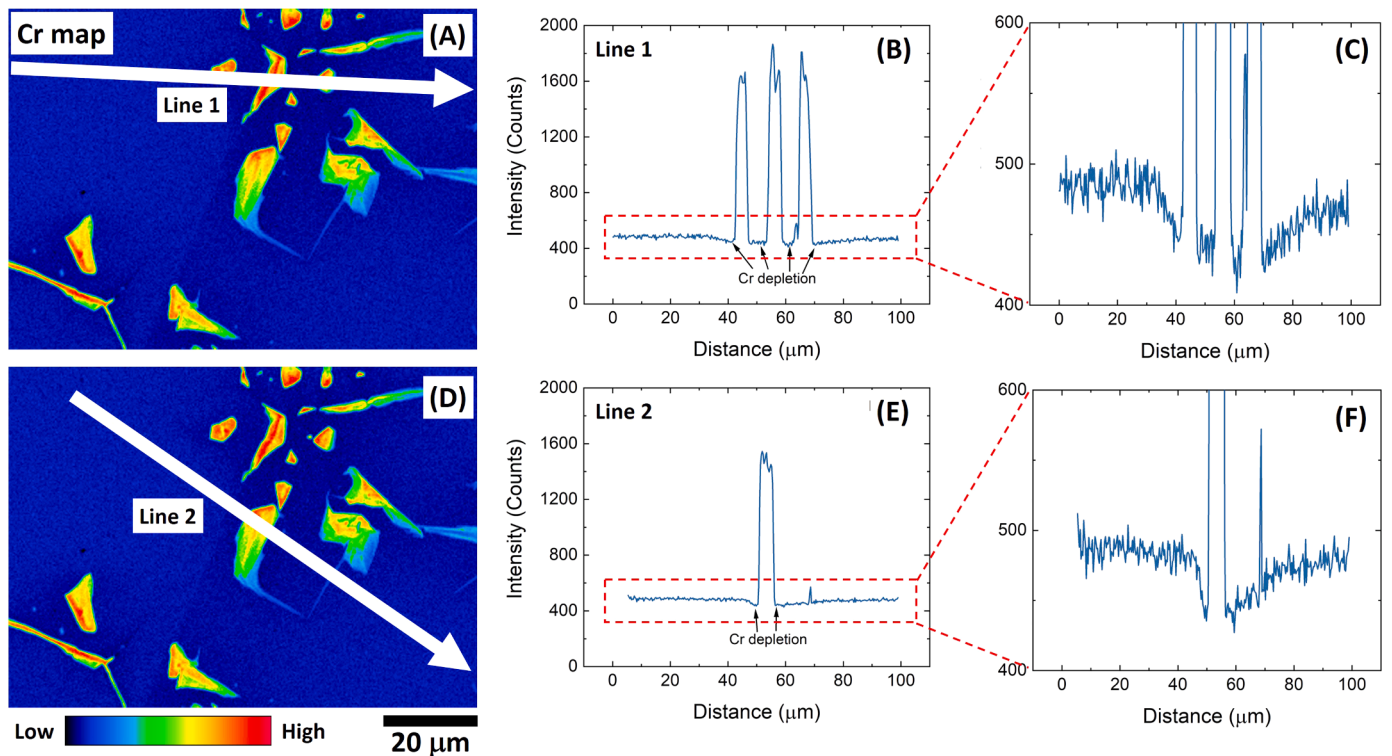 Cr map
(A)
Line 1
Line 1
(B)
Intensity (Counts)
2000
1600
1200
800
400
0
Cr depletion
0 20 40 60 80 100
Distance (μm)
(C)
600
500
400
0 20 40 60 80 100
Distance (μm)
(D)
Line 2
Low
High
20 μm
Line 2
(E)
Intensity (Counts)
2000
1600
1200
800
400
0
Cr depletion
0 20 40 60 80 100
Distance (μm)
(F)
600
500
400
0 20 40 60 80 100
Distance (μm)